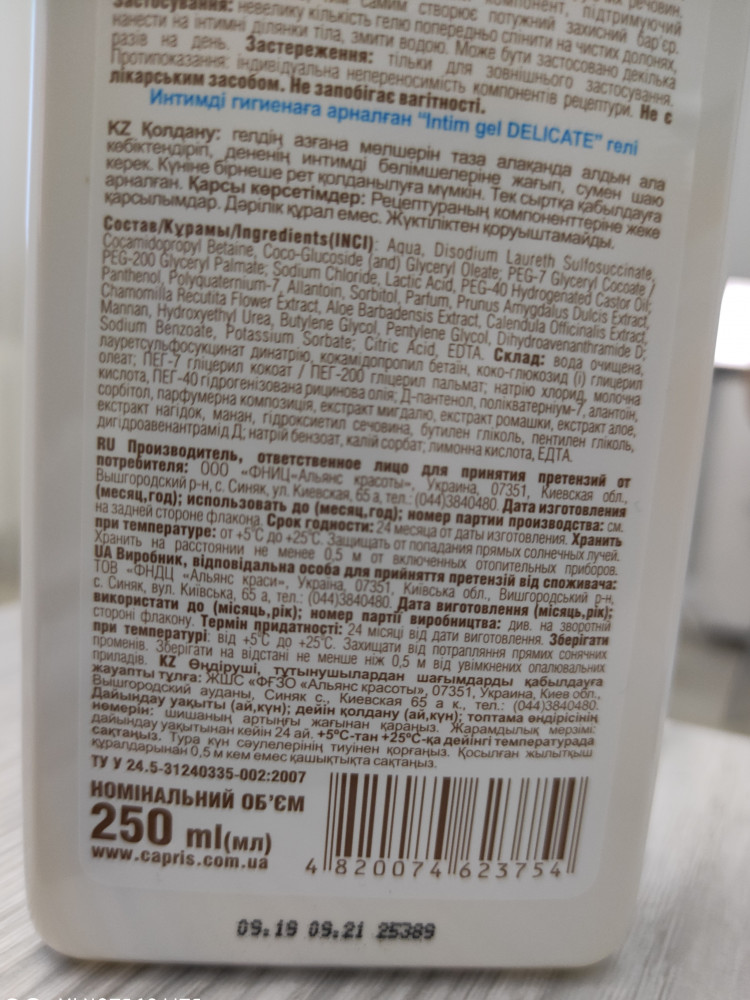 компонент, підтримуючий
самим створює потужний захисний бар'єр.
Застосування: невелику кількість гелю попередньо спінити на чистих долонях,
нанести на інтимні ділянки тіла, змити водою. Може бути застосовано декілька
разів на день. Застереження: тільки для зовнішнього застосування.
Протипоказання: індивідуальна непереносимість компонентів рецептури. Не є
лікарським засобом. Не запобігає вагітності.
Интимді гигиенаға арналған "Intim gel DELICATE" гелі
KZ Қолдану: гелдің азғана мөлшерін таза алақанда алдын ала
көбіктендіріп, дененің интимді бөлімшелеріне жағып, сумен шаю
керек. Күніне бірнеше рет қолданылуға мүмкін. Тек сыртқа қабылдауға
арналған. Қарсы көрсетімдер: Рецептураның компоненттеріне жеке
қарсылымдар. Дәрілік құрал емес. Жүктіліктен қоруыштамайды.
Состав/Құрамы/Ingredients(INCI): Aqua, Disodium Laureth Sulfosuccinate,
Cocamidopropyl Betaine, Coco-Glucoside (and) Glyceryl Oleate; PEG-7 Glyceryl Cocoate /
PEG-200 Glyceryl Palmate; Sodium Chloride, Lactic Acid, PEG-40 Hydrogenated Castor Oil;
Panthenol, Polyquaternium-7, Allantoin, Sorbitol, Parfum, Prunus Amygdalus Dulcis Extract,
Chamomilla Recutita Flower Extract, Aloe Barbadensis Extract, Calendula Officinalis Extract,
Mannan, Hydroxyethyl Urea, Butylene Glycol, Pentylene Glycol, Dihydroavenanthramide D;
Sodium Benzoate, Potassium Sorbate; Citric Acid, EDTA. Склад: вода очищена,
лауретсульфосукцинат динатрію, кокамідопропил бетаїн, коко-глюкозид (і) гліцерил
олеат; ПЕГ-7 гліцерил кокоат / ПЕГ-200 гліцерил пальмат; натрію хлорид, молочна
кислота, ПЕГ-40 гідрогенізована рицинова олія; Д-пантенол, полікватерніум-7, алантоїн,
сорбітол, парфумерна композиція, екстракт мигдалю, екстракт ромашки, екстракт алое,
екстракт нагідок, манан, гідроксиетил сечовина, бутилен гліколь, пентилен гліколь,
дигідроавенантрамід Д; натрій бензоат, калій сорбат; лимонна кислота, ЕДТА.
RU Производитель, ответственное лицо для принятия претензий от
потребителя: ООО «ФНИЦ«Альянс красоты», Украина, 07351, Киевская обл.,
Вышгородский р-н, с. Синяк, ул. Киевская, 65 а, тел.: (044)3840480. Дата изготовления
(месяц,год); использовать до (месяц,год); номер партии производства: см.
на задней стороне флакона. Срок годности: 24 месяца от даты изготовления. Хранить
при температуре: от +5°С до +25°С. Защищать от попадания прямых солнечных лучей.
Хранить на расстоянии не менее 0,5 м от включенных отопительных приборов.
UA Виробник, відповідальна особа для прийняття претензій від споживача:
ТОВ «ФНДЦ «Альянс краси», Україна, 07351, Київська обл., Вишгородський р-н,
с. Синяк, вул. Київська, 65 а, тел.: (044)3840480. Дата виготовлення (місяць,рік);
використати до (місяць,рік); номер партії виробництва: див. на зворотній
стороні флакону. Термін придатності: 24 місяці від дати виготовлення. Зберігати
при температурі: від +5°С до +25°С. Захищати від потрапляння прямих сонячних
променів. Зберігати на відстані не менше ніж 0,5 м від увімкнених опалювальних
приладів. KZ Өндіруші, тұтынушылардан шағымдарды қабылдауға
жауапты тұлға: ЖШС «ФҒЗО «Альянс красоты», 07351, Украина, Киев обл.,
Вышгородский ауданы, Синяк с., Киевская 65 а к., тел.: (044)3840480.
Дайындау уақыты (ай,күн); дейін қолдану (ай,күн); топтама өндірісінің
нөмерін: шишаның артыңғы жағынан қараңыз. Жарамдылық мерзімі:
дайындау уақытынан кейін 24 ай. +5°С-тан +25°С-қа дейінгі температурада
сақтаңыз. Тура күн сәулелерінің тиуінен қорғаңыз. Қосылған жылытқыш
құралдарынан 0,5 м кем емес қашықтықта сақтаңыз.
ТУ У 24.5-31240335-002:2007
НОМІНАЛЬНИЙ ОБ'ЄМ
250 ml(мл)
www.capris.com.ua
4 820074 623754
09.19 09.21 25389